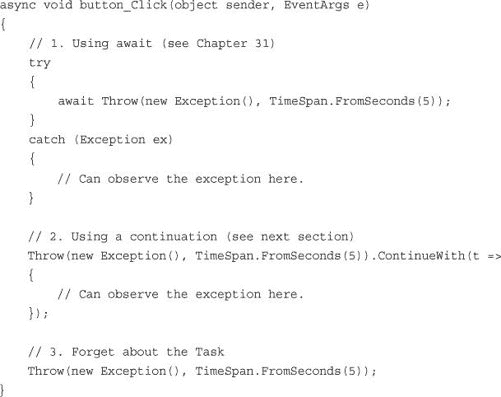 async void button_Click(object sender, EventArgs e)
{
    // 1. Using await (see Chapter 31)
    try
    {
        await Throw(new Exception(), TimeSpan.FromSeconds(5));
    }
    catch (Exception ex)
    {
        // Can observe the exception here.
    }

    // 2. Using a continuation (see next section)
    Throw(new Exception(), TimeSpan.FromSeconds(5)).ContinueWith(t =>
    {
        // Can observe the exception here.
    });

    // 3. Forget about the Task
    Throw(new Exception(), TimeSpan.FromSeconds(5));
}